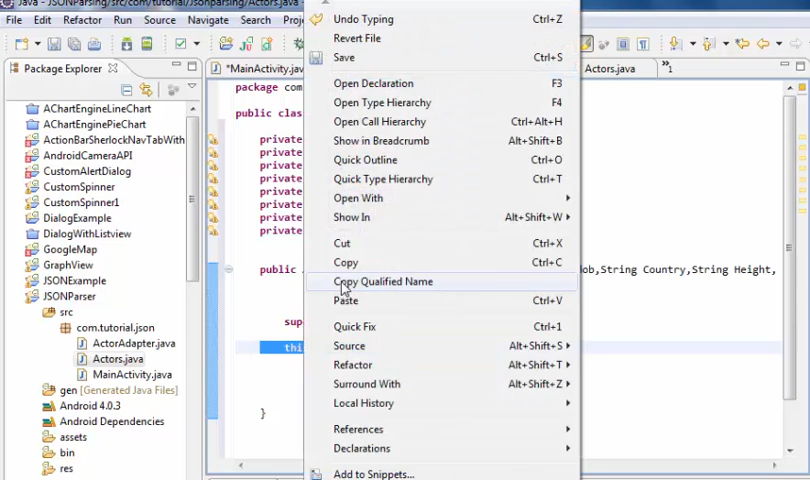 Java - JSONParsing/src/com/tutorial/Jsonparsing/Actors.java
File Edit Refactor Run Source Navigate Search
Package Explorer
AChartEngineLineChart
AChartEnginePieChart
ActionBarSherlockNavTabWith
AndroidCameraAPI
CustomAlertDialog
CustomSpinner
CustomSpinner1
DialogExample
DialogWithListview
GoogleMap
GraphView
JSONExample
JSONParser
src
com.tutorial.json
ActorAdapter.java
Actors.java
MainActivity.java
gen [Generated Java Files]
Android 4.0.3
Android Dependencies
assets
bin
res
*MainActivity.jav
Actors.java
1
package com
public clas
private
private
private
private
private
private
private
private
public
ob,String Country,String Height,
sup
thi
}
Undo Typing Ctrl+Z
Revert File
Save Ctrl+S
Open Declaration F3
Open Type Hierarchy F4
Open Call Hierarchy Ctrl+Alt+H
Show in Breadcrumb Alt+Shift+B
Quick Outline Ctrl+O
Quick Type Hierarchy Ctrl+T
Open With
Show In Alt+Shift+W
Cut Ctrl+X
Copy Ctrl+C
Copy Qualified Name
Paste Ctrl+V
Quick Fix Ctrl+1
Source Alt+Shift+S
Refactor Alt+Shift+T
Surround With Alt+Shift+Z
Local History
References
Declarations
Add to Snippets...